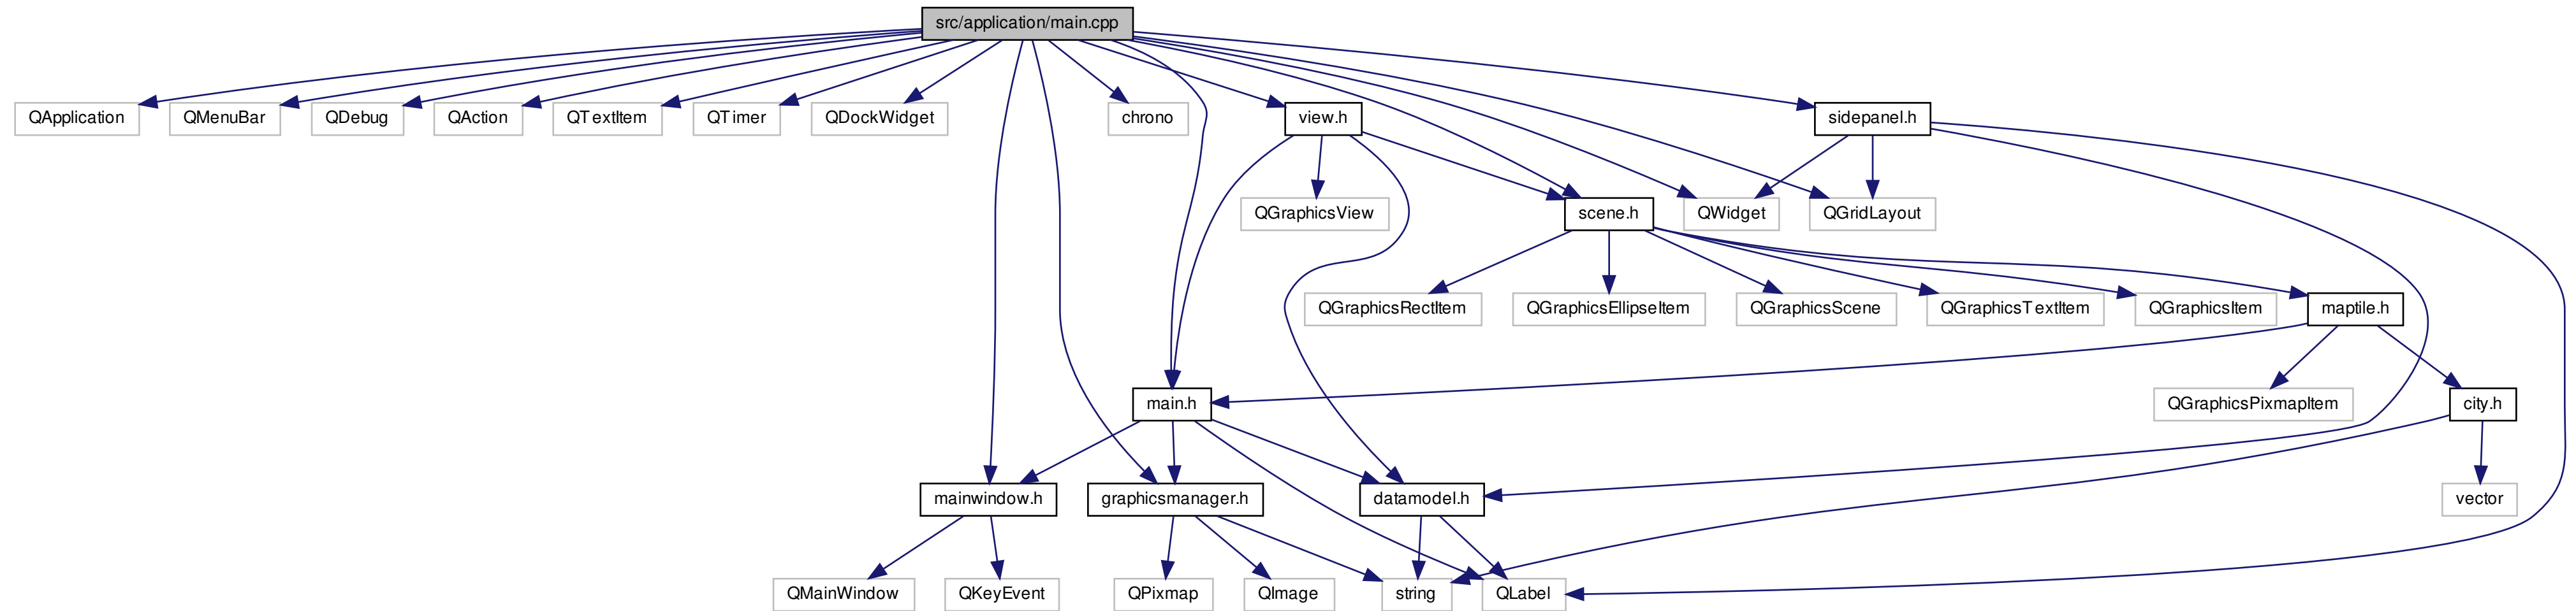 src/application/main.cpp
QApplication
QMenuBar
QDebug
QAction
QTextItem
QTimer
QDockWidget
chrono
view.h
sidepanel.h
QGraphicsView
scene.h
QWidget
QGridLayout
QGraphicsRectItem
QGraphicsEllipseItem
QGraphicsScene
QGraphicsTextItem
QGraphicsItem
maptile.h
main.h
QGraphicsPixmapItem
city.h
mainwindow.h
graphicsmanager.h
datamodel.h
vector
QMainWindow
QKeyEvent
QPixmap
QImage
string
QLabel